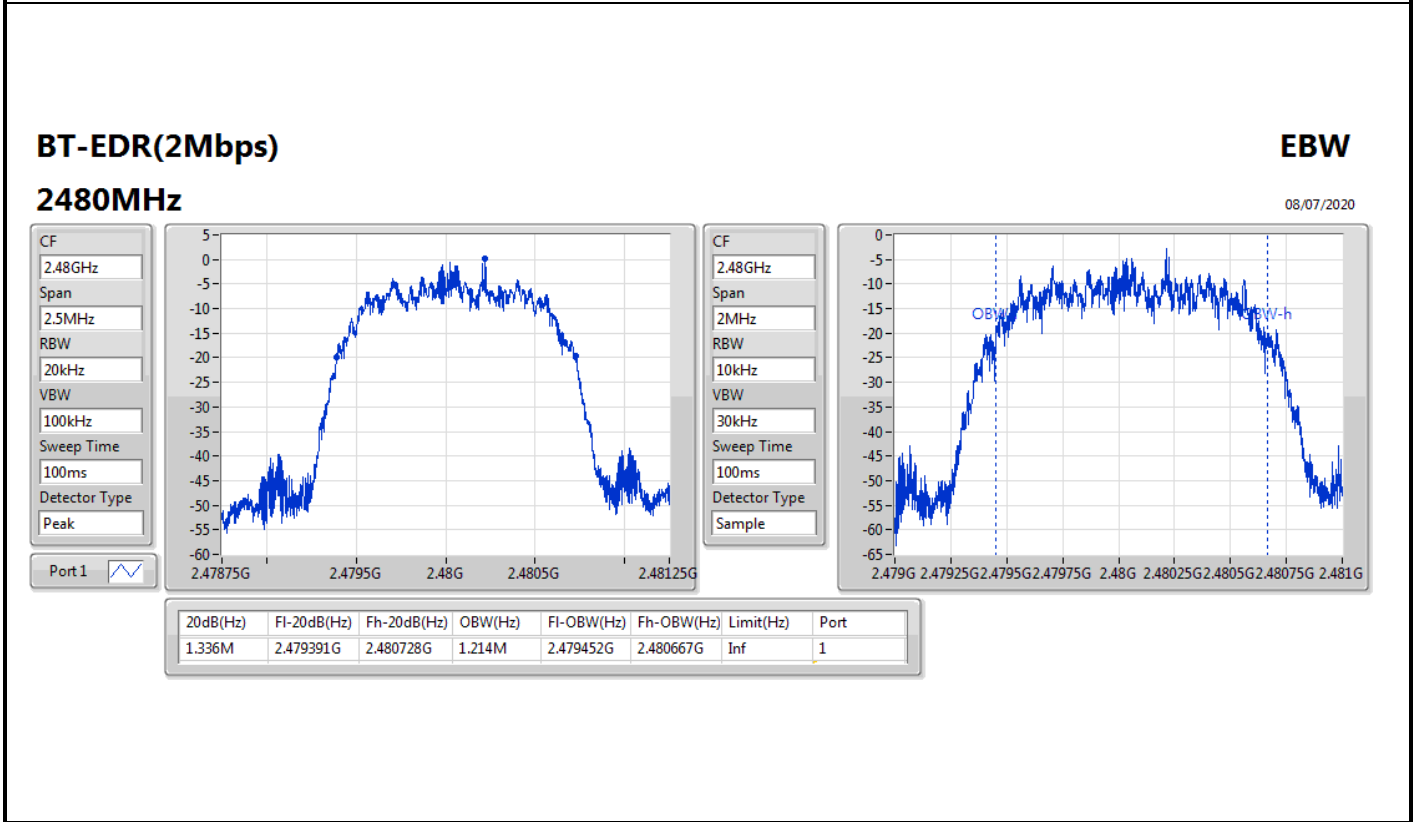 BT-EDR(2Mbps)
EBW
2480MHz
08/07/2020
CF
2.48GHz
Span
2.5MHz
RBW
20kHz
VBW
100kHz
Sweep Time
100ms
Detector Type
Peak
Port 1
5
0
-5
-10
-15
-20
-25
-30
-35
-40
-45
-50
-55
-60
2.47875G 2.4795G 2.48G 2.4805G 2.48125G
CF
2.48GHz
Span
2MHz
RBW
10kHz
VBW
30kHz
Sweep Time
100ms
Detector Type
Sample
0
-5
-10
-15
-20
-25
-30
-35
-40
-45
-50
-55
-60
-65
OBW-h
2.479G 2.47925G 2.4795G 2.47975G 2.48G 2.48025G 2.4805G 2.48075G 2.481G
20dB(Hz) Fl-20dB(Hz) Fh-20dB(Hz) OBW(Hz) Fl-OBW(Hz) Fh-OBW(Hz) Limit(Hz) Port
1.336M 2.479391G 2.480728G 1.214M 2.479452G 2.480667G Inf 1